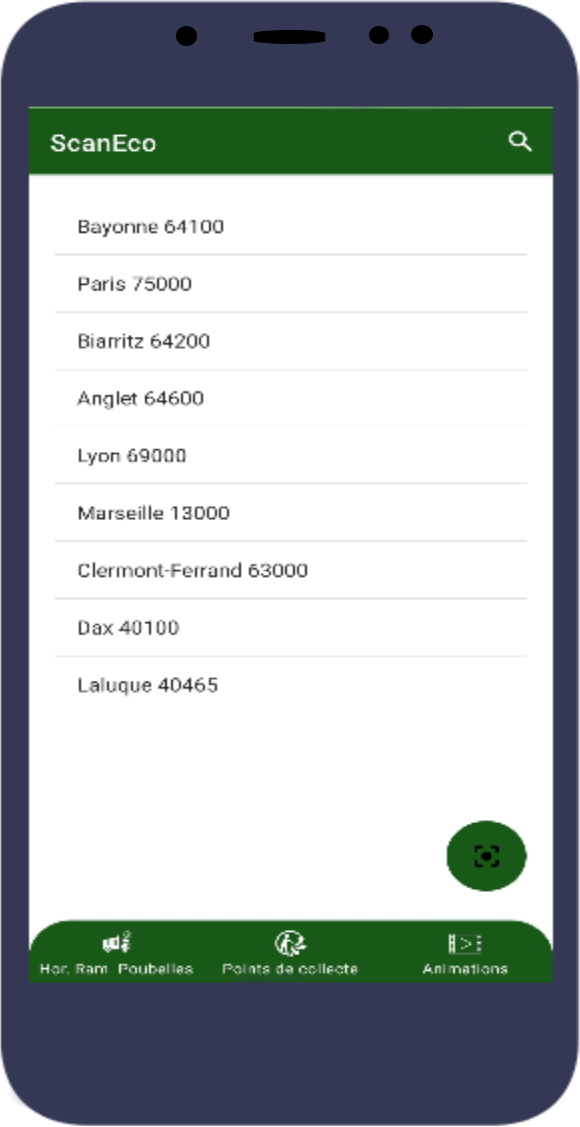 ScanEco
Bayonne 64100
Paris 75000
Biarritz 64200
Anglet 64600
Lyon 69000
Marseille 13000
Clermont-Ferrand 63000
Dax 40100
Laluque 40465
Hor. Ram. Poubelles
Points de collecte
Animations